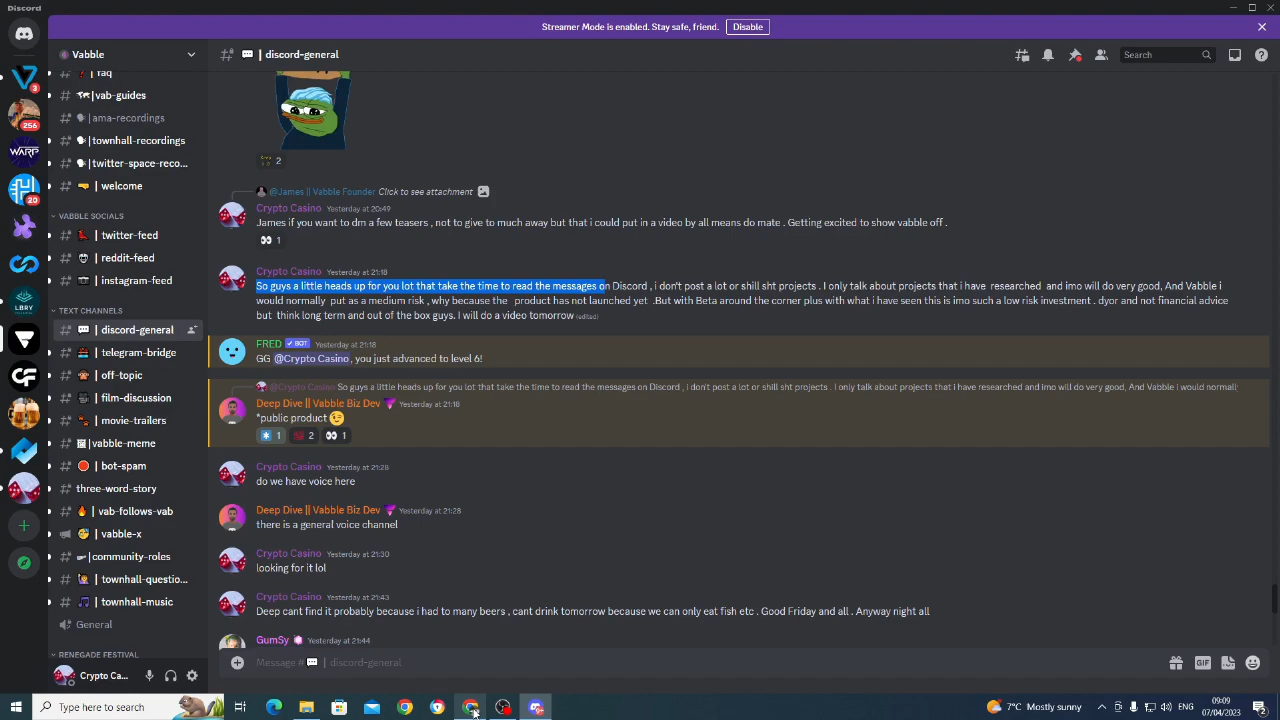 Discord
Streamer Mode is enabled. Stay safe, friend. Disable
Vabble
| discord-general
Search
| faq
|vab-guides
|ama-recordings
|townhall-recordings
|twitter-space-reco...
| welcome
VABBLE SOCIALS
| twitter-feed
| reddit-feed
| instagram-feed
TEXT CHANNELS
| discord-general
| telegram-bridge
| off-topic
| film-discussion
| movie-trailers
|vabble-meme
| bot-spam
three-word-story
| vab-follows-vab
| vabble-x
|community-roles
| townhall-questio...
| townhall-music
General
RENEGADE FESTIVAL
Crypto Ca...
3
256
WARP
20
LBRY
2
@James || Vabble Founder Click to see attachment
Crypto Casino Yesterday at 20:49
James if you want to dm a few teasers , not to give to much away but that i could put in a video by all means do mate . Getting excited to show vabble off .
1
Crypto Casino Yesterday at 21:18
So guys a little heads up for you lot that take the time to read the messages on Discord , i don't post a lot or shill sht projects . I only talk about projects that i have researched and imo will do very good, And Vabble i
would normally put as a medium risk , why because the product has not launched yet .But with Beta around the corner plus with what i have seen this is imo such a low risk investment . dyor and not financial advice
but think long term and out of the box guys. I will do a video tomorrow (edited)
FRED BOT Yesterday at 21:18
GG @Crypto Casino, you just advanced to level 6!
@Crypto Casino So guys a little heads up for you lot that take the time to read the messages on Discord , i don't post a lot or shill sht projects . I only talk about projects that i have researched and imo will do very good, And Vabble i would normall
Deep Dive || Vabble Biz Dev Yesterday at 21:18
*public product
1 2 1
Crypto Casino Yesterday at 21:28
do we have voice here
Deep Dive || Vabble Biz Dev Yesterday at 21:28
there is a general voice channel
Crypto Casino Yesterday at 21:30
looking for it lol
Crypto Casino Yesterday at 21:43
Deep cant find it probably because i had to many beers , cant drink tomorrow because we can only eat fish etc . Good Friday and all . Anyway night all
GumSy Yesterday at 21:44
Message # | discord-general
GIF
Type here to search
7°C Mostly sunny
ENG
09:09
07/04/2023
2